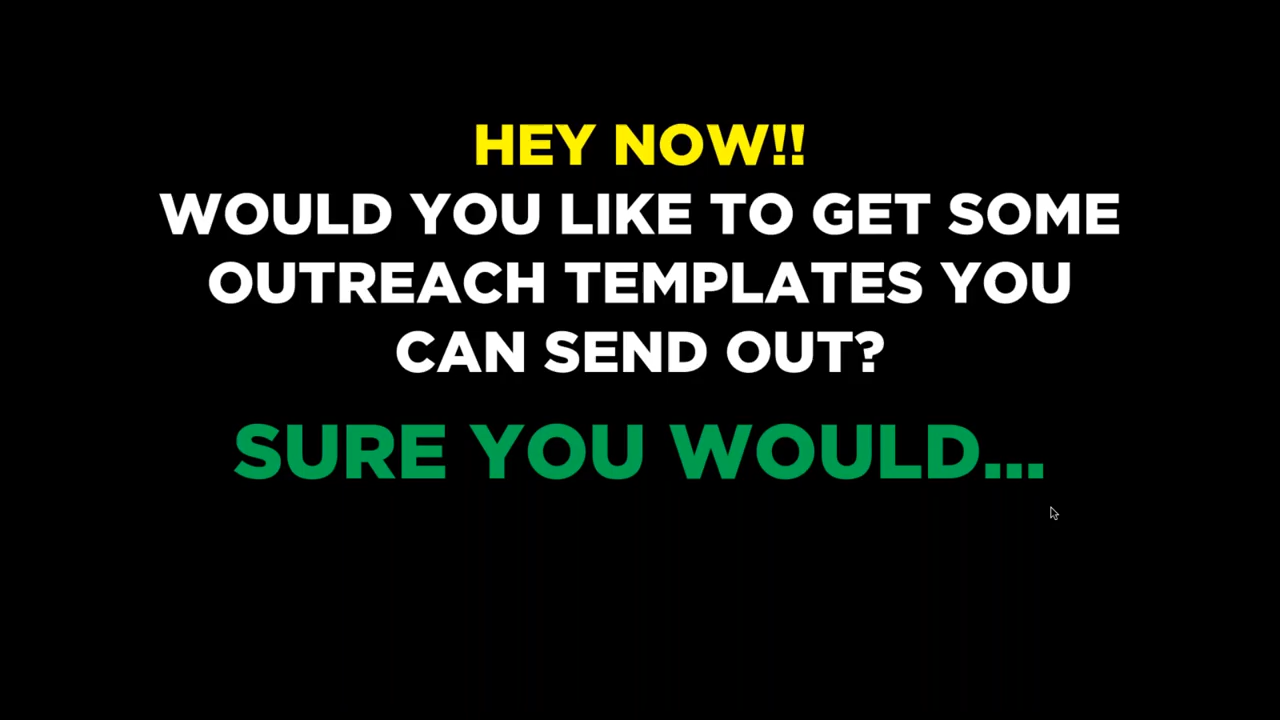 HEY NOW!!
WOULD YOU LIKE TO GET SOME
OUTREACH TEMPLATES YOU
CAN SEND OUT?
SURE YOU WOULD...